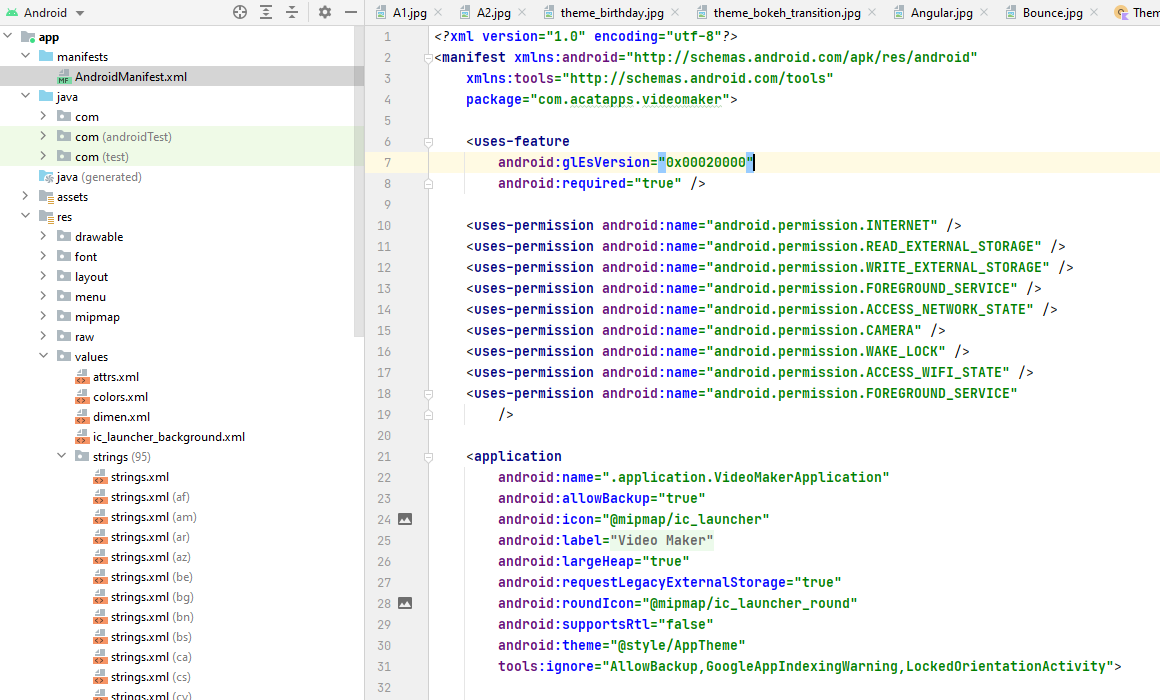 Android
A1.jpg
A2.jpg
theme_birthday.jpg
theme_bokeh_transition.jpg
Angular.jpg
Bounce.jpg
Them
app
manifests
AndroidManifest.xml
java
com
com (androidTest)
com (test)
java (generated)
assets
res
drawable
font
layout
menu
mipmap
raw
values
attrs.xml
colors.xml
dimen.xml
ic_launcher_background.xml
strings (95)
strings.xml
strings.xml (af)
strings.xml (am)
strings.xml (ar)
strings.xml (az)
strings.xml (be)
strings.xml (bg)
strings.xml (bn)
strings.xml (bs)
strings.xml (ca)
strings.xml (cs)
strings.xml (cy)
1 <?xml version="1.0" encoding="utf-8"?>
2 <manifest xmlns:android="http://schemas.android.com/apk/res/android"
3 xmlns:tools="http://schemas.android.com/tools"
4 package="com.acatapps.videomaker">
5
6 <uses-feature
7 android:glEsVersion="0x00020000"
8 android:required="true" />
9
10 <uses-permission android:name="android.permission.INTERNET" />
11 <uses-permission android:name="android.permission.READ_EXTERNAL_STORAGE" />
12 <uses-permission android:name="android.permission.WRITE_EXTERNAL_STORAGE" />
13 <uses-permission android:name="android.permission.FOREGROUND_SERVICE" />
14 <uses-permission android:name="android.permission.ACCESS_NETWORK_STATE" />
15 <uses-permission android:name="android.permission.CAMERA" />
16 <uses-permission android:name="android.permission.WAKE_LOCK" />
17 <uses-permission android:name="android.permission.ACCESS_WIFI_STATE" />
18 <uses-permission android:name="android.permission.FOREGROUND_SERVICE"
19 />
20
21 <application
22 android:name=".application.VideoMakerApplication"
23 android:allowBackup="true"
24 android:icon="@mipmap/ic_launcher"
25 android:label="Video Maker"
26 android:largeHeap="true"
27 android:requestLegacyExternalStorage="true"
28 android:roundIcon="@mipmap/ic_launcher_round"
29 android:supportsRtl="false"
30 android:theme="@style/AppTheme"
31 tools:ignore="AllowBackup,GoogleAppIndexingWarning,LockedOrientationActivity">
32